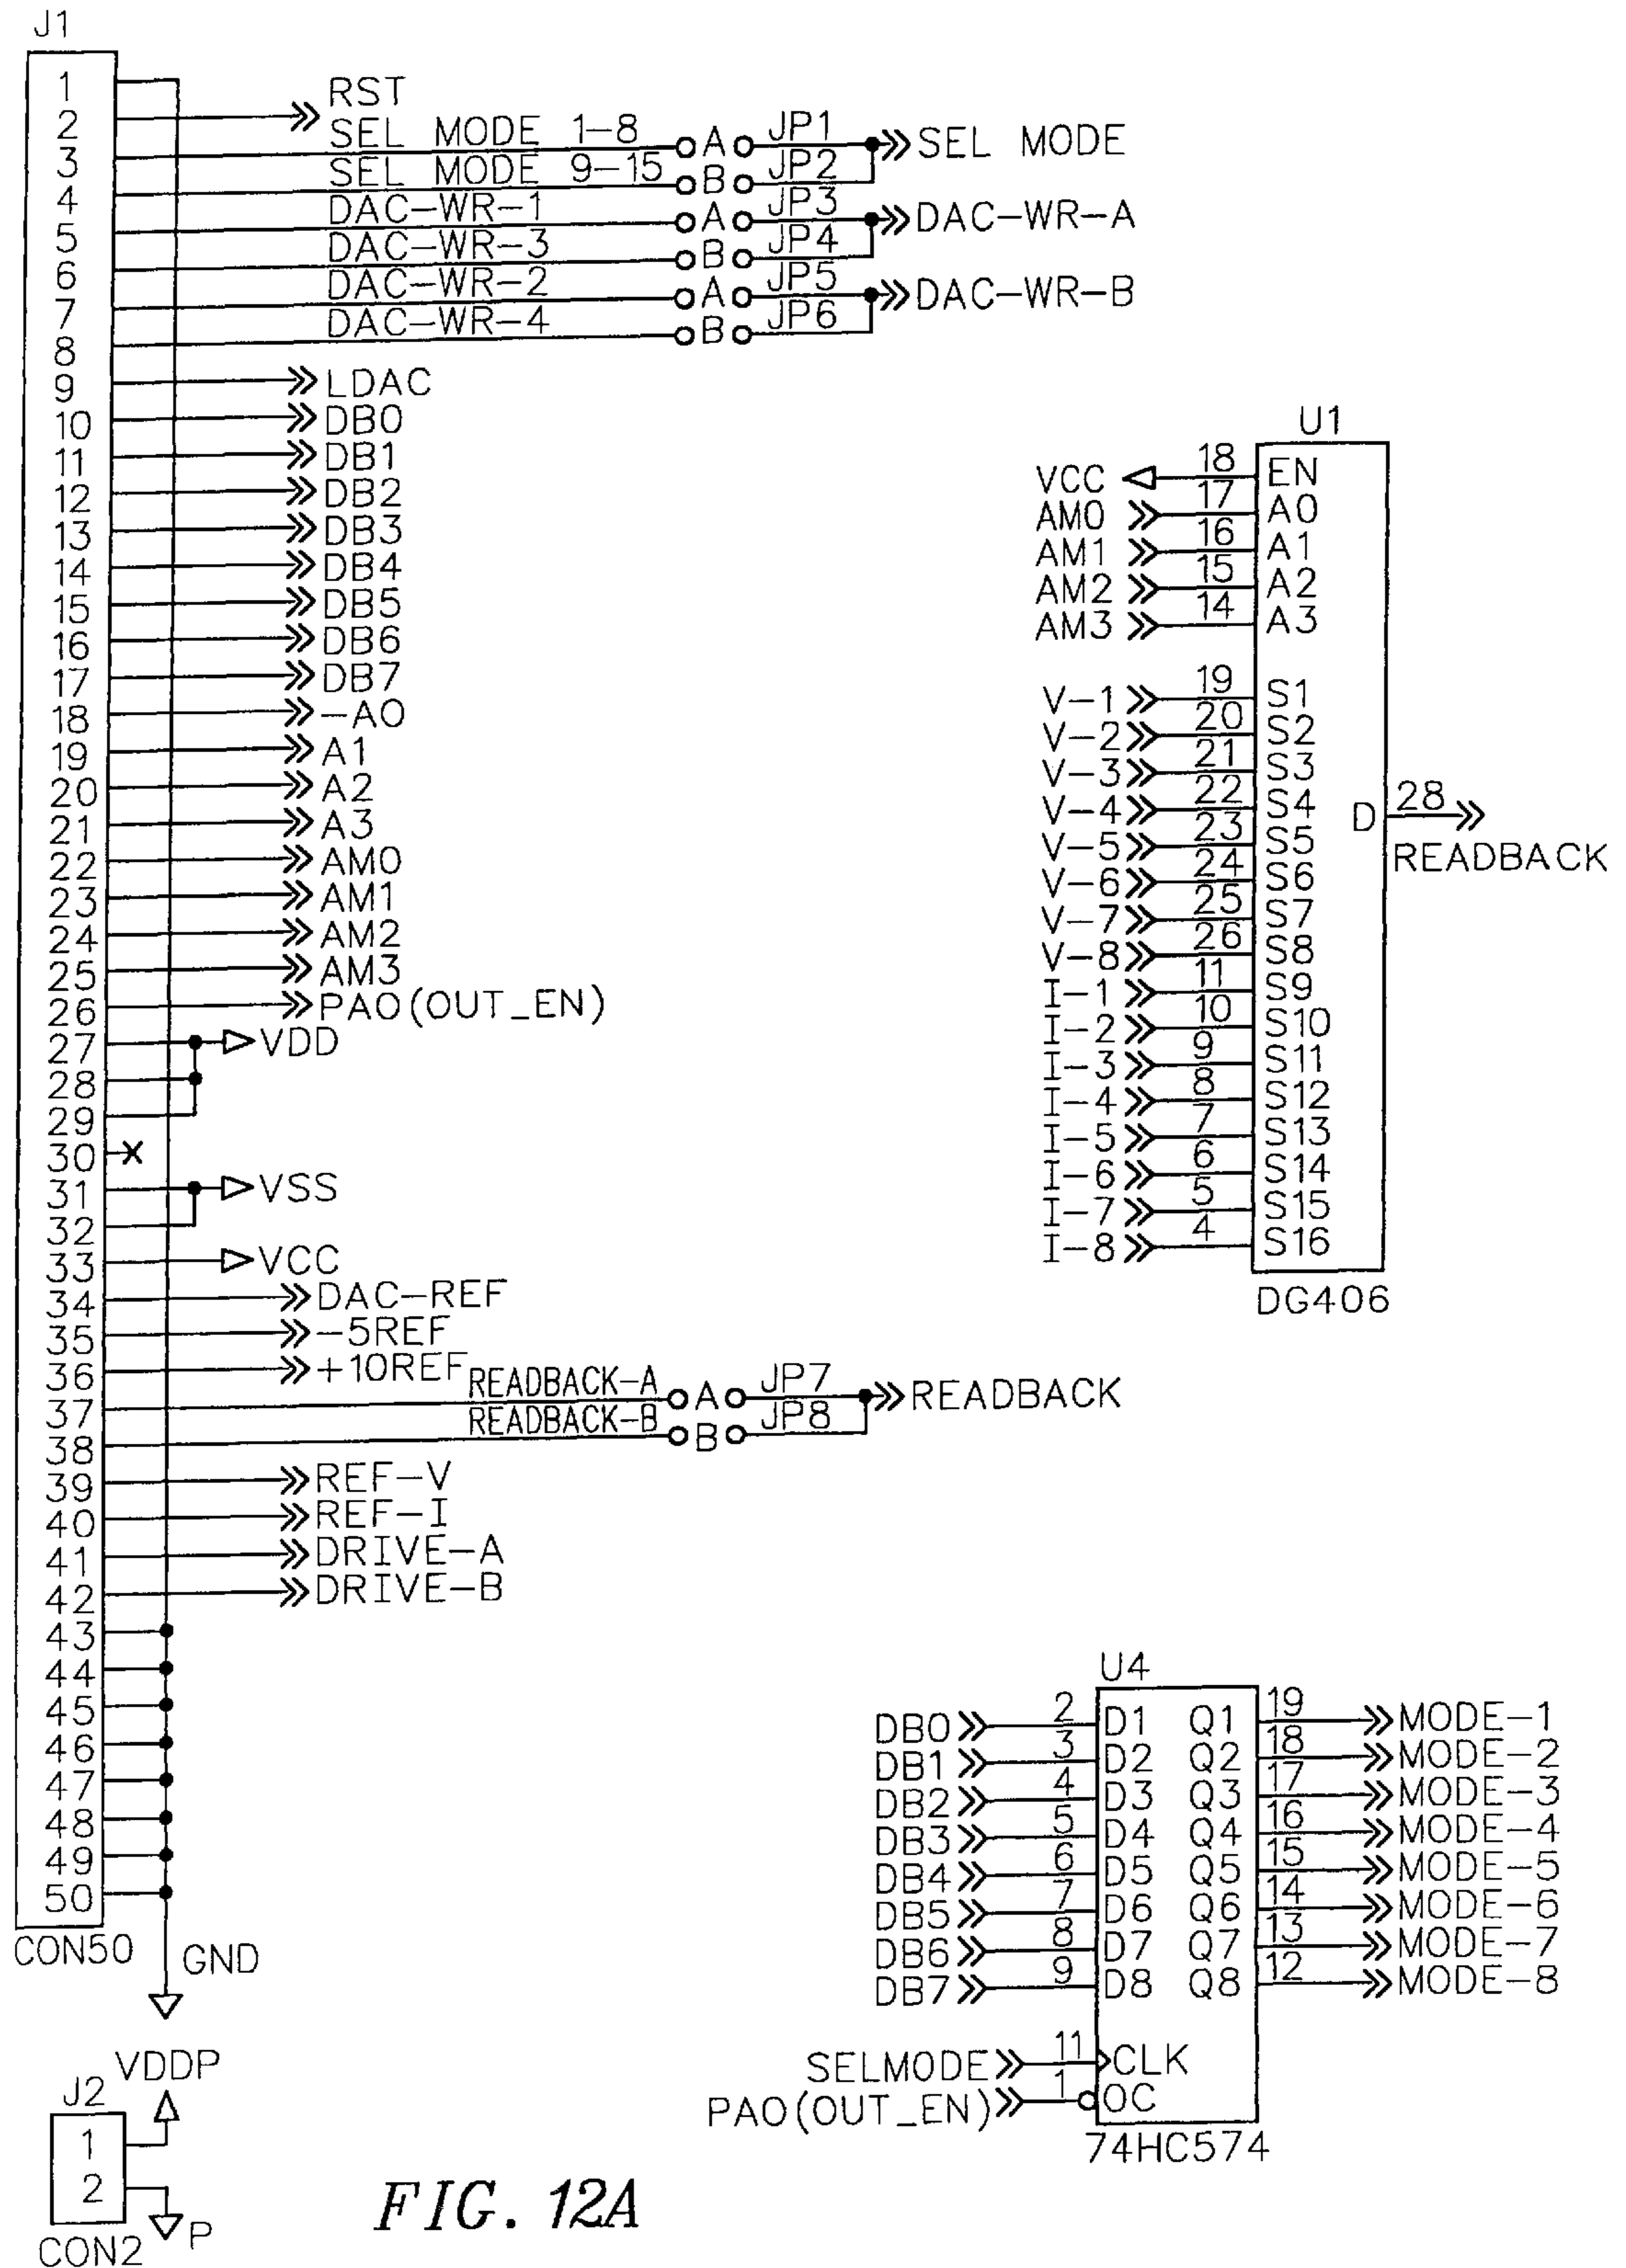 J1
1
RST
2
SEL MODE 1-8 A JP1 SEL MODE
3
SEL MODE 9-15 B JP2
4
DAC-WR-1 A JP3 DAC-WR-A
5
DAC-WR-3 B JP4
6
DAC-WR-2 A JP5 DAC-WR-B
7
DAC-WR-4 B JP6
8
9 LDAC
10 DB0
11 DB1
12 DB2
13 DB3
14 DB4
15 DB5
16 DB6
17 DB7
18 -A0
19 A1
20 A2
21 A3
22 AM0
23 AM1
24 AM2
25 AM3
26 PA0(OUT_EN)
27 VDD
28
29
30
31 VSS
32
33 VCC
34 DAC-REF
35 -5REF
36 +10REF
37 READBACK-A A JP7 READBACK
38 READBACK-B B JP8
39 REF-V
40 REF-I
41 DRIVE-A
42 DRIVE-B
43
44
45
46
47
48
49
50
CON50 GND
U1
VCC 18 EN
AM0 17 A0
AM1 16 A1
AM2 15 A2
AM3 14 A3
V-1 19 S1
V-2 20 S2
V-3 21 S3
V-4 22 S4
V-5 23 S5
V-6 24 S6
V-7 25 S7
V-8 26 S8
I-1 11 S9
I-2 10 S10
I-3 9 S11
I-4 8 S12
I-5 7 S13
I-6 6 S14
I-7 5 S15
I-8 4 S16
D 28
READBACK
DG406
U4
DB0 2 D1 Q1 19 MODE-1
DB1 3 D2 Q2 18 MODE-2
DB2 4 D3 Q3 17 MODE-3
DB3 5 D4 Q4 16 MODE-4
DB4 6 D5 Q5 15 MODE-5
DB5 7 D6 Q6 14 MODE-6
DB6 8 D7 Q7 13 MODE-7
DB7 9 D8 Q8 12 MODE-8
SELMODE 11 CLK
PA0(OUT_EN) 1 OC
74HC574
VDDP
J2
1
2
P
CON2
FIG. 12A